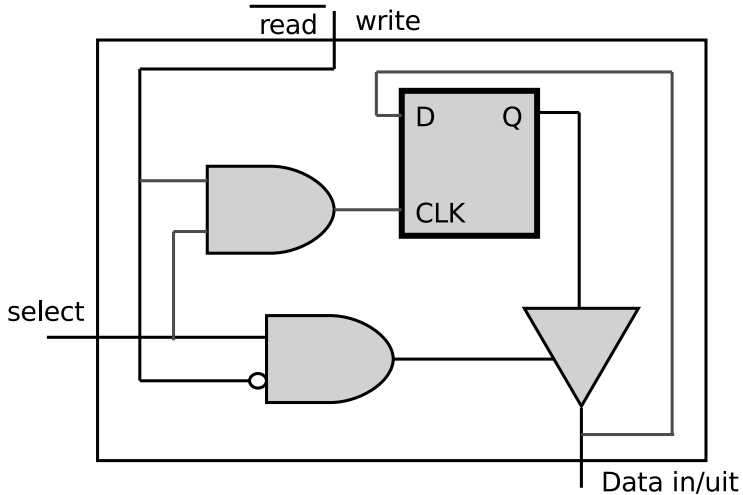 read write
D Q
CLK
select
Data in/uit